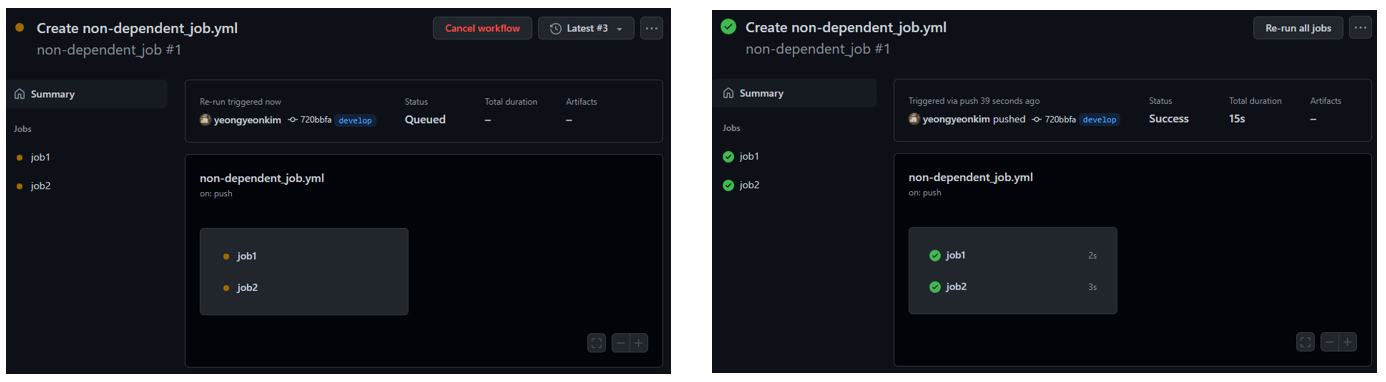 Create non-dependent_job.yml
non-dependent_job #1
Cancel workflow
Latest #3
Summary
Jobs
job1
job2
Re-run triggered now
yeongyeonkim 720bbfa develop
Status
Queued
Total duration
–
Artifacts
–
non-dependent_job.yml
on: push
job1
job2
Create non-dependent_job.yml
non-dependent_job #1
Re-run all jobs
Summary
Jobs
job1
job2
Triggered via push 39 seconds ago
yeongyeonkim pushed 720bbfa develop
Status
Success
Total duration
15s
Artifacts
–
non-dependent_job.yml
on: push
job1 2s
job2 3s